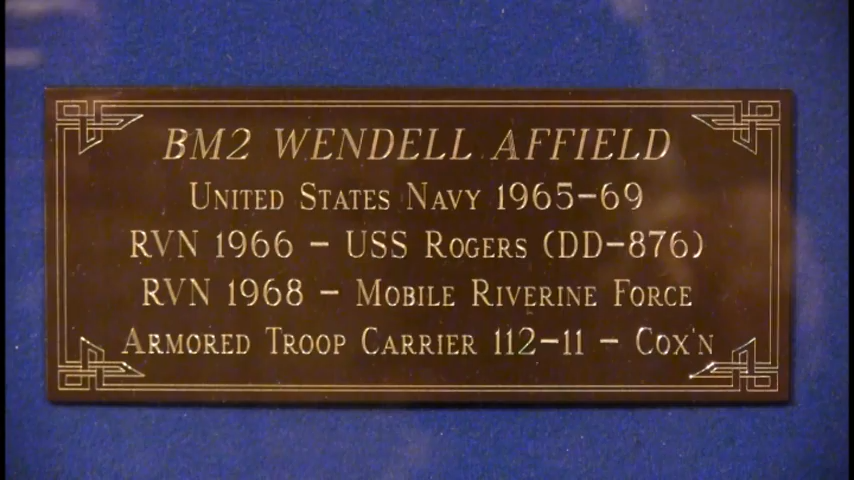 BM2 WENDELL AFFIELD
UNITED STATES NAVY 1965-69
RVN 1966 - USS ROGERS (DD-876)
RVN 1968 - MOBILE RIVERINE FORCE
ARMORED TROOP CARRIER 112-11 - COX'N